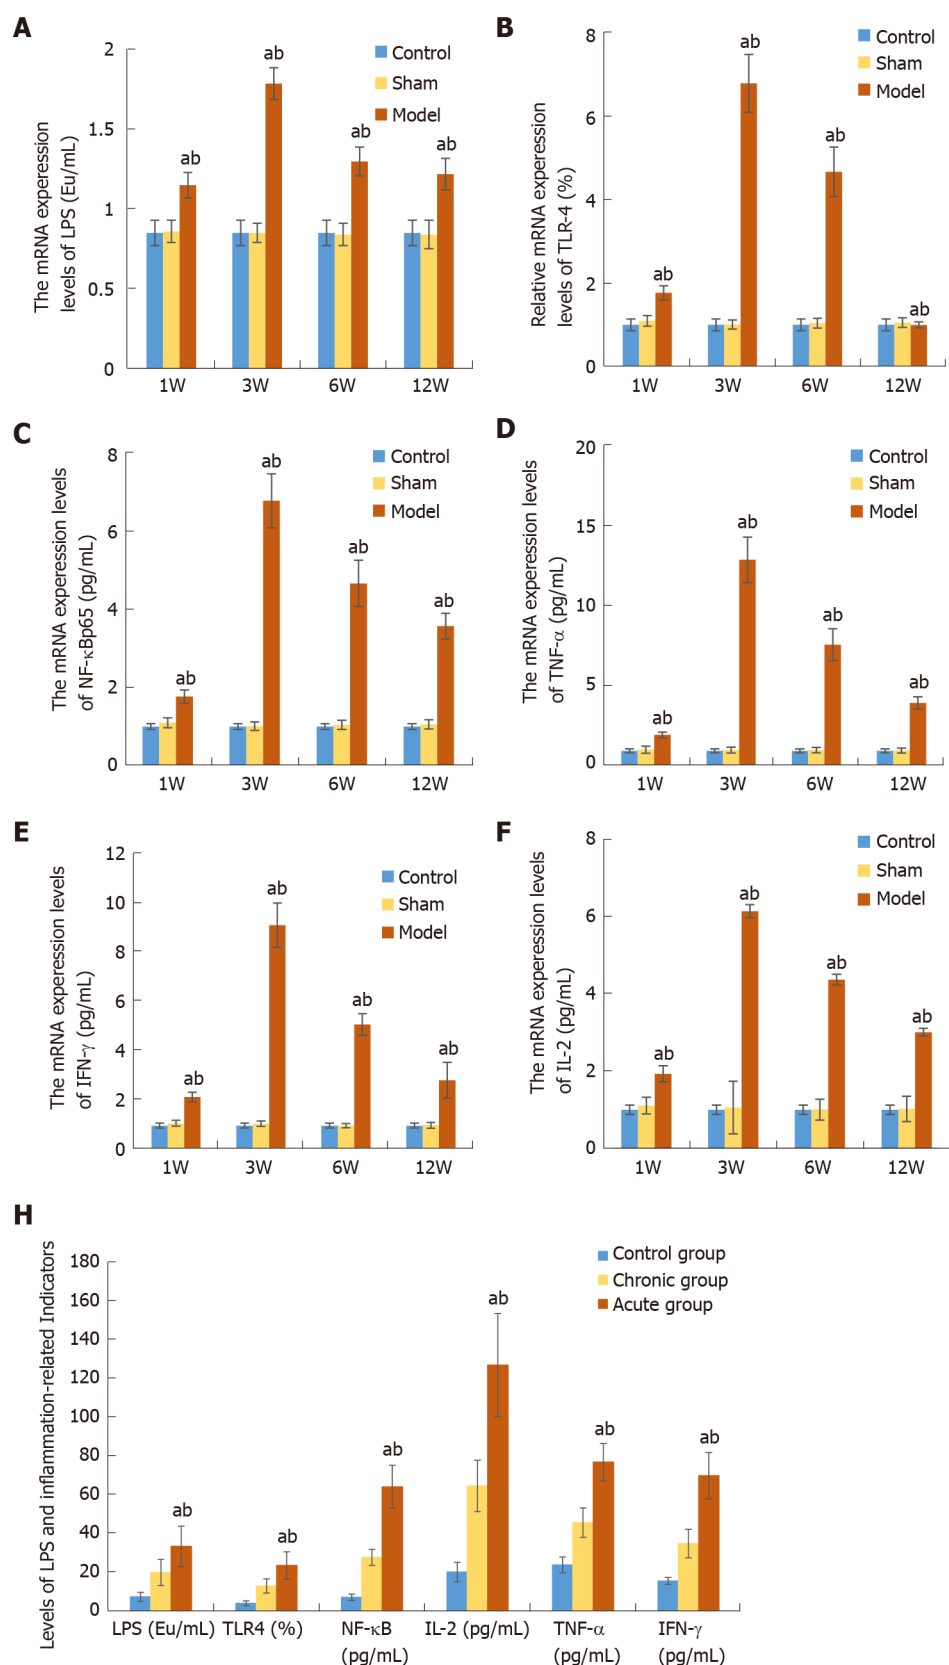 A
The mRNA experession
levels of LPS (Eu/mL)
2
1.5
1
0.5
0
Control
Sham
Model
ab
ab
ab
ab
1W 3W 6W 12W
B
Relative mRNA experession
levels of TLR-4 (%)
8
6
4
2
0
Control
Sham
Model
ab
ab
ab
ab
1W 3W 6W 12W
C
The mRNA experession levels
of NF-κBp65 (pg/mL)
8
6
4
2
0
Control
Sham
Model
ab
ab
ab
ab
1W 3W 6W 12W
D
The mRNA experession levels
of TNF-α (pg/mL)
20
15
10
5
0
Control
Sham
Model
ab
ab
ab
ab
1W 3W 6W 12W
E
The mRNA experession levels
of IFN-γ (pg/mL)
12
10
8
6
4
2
0
Control
Sham
Model
ab
ab
ab
ab
1W 3W 6W 12W
F
The mRNA experession levels
of IL-2 (pg/mL)
8
6
4
2
0
Control
Sham
Model
ab
ab
ab
ab
1W 3W 6W 12W
H
Levels of LPS and inflammation-related Indicators
180
160
140
120
100
80
60
40
20
0
Control group
Chronic group
Acute group
ab
ab
ab
ab
ab
ab
LPS (Eu/mL) TLR4 (%) NF-κB IL-2 (pg/mL) TNF-α IFN-γ
(pg/mL) (pg/mL) (pg/mL)